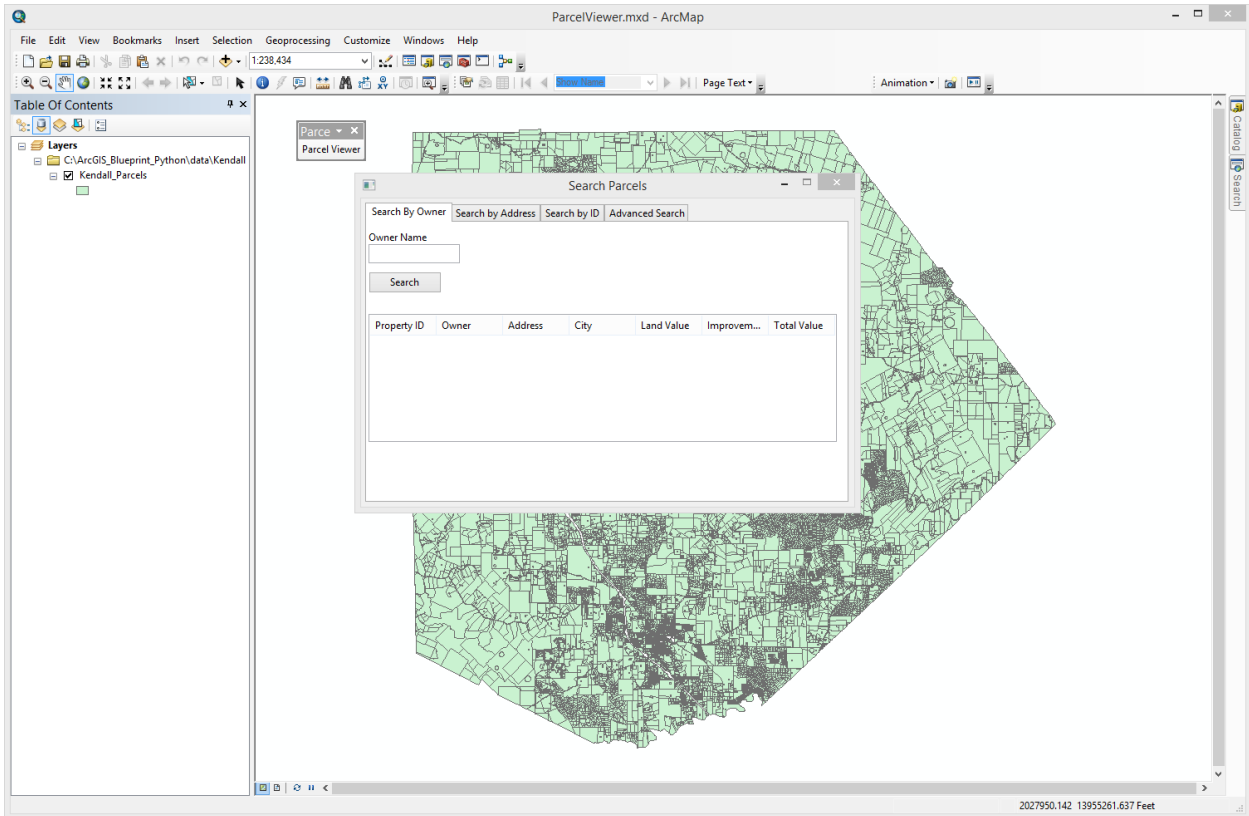 ParcelViewer.mxd - ArcMap
File Edit View Bookmarks Insert Selection Geoprocessing Customize Windows Help
1:238,434
Show Name
Page Text
Animation
Table Of Contents
Layers
C:\ArcGIS_Blueprint_Python\data\Kendall
Kendall_Parcels
Parce
Parcel Viewer
Search Parcels
Search By Owner Search by Address Search by ID Advanced Search
Owner Name
Search
Property ID Owner Address City Land Value Improvem... Total Value
Catalog
Search
2027950.142 13955261.637 Feet